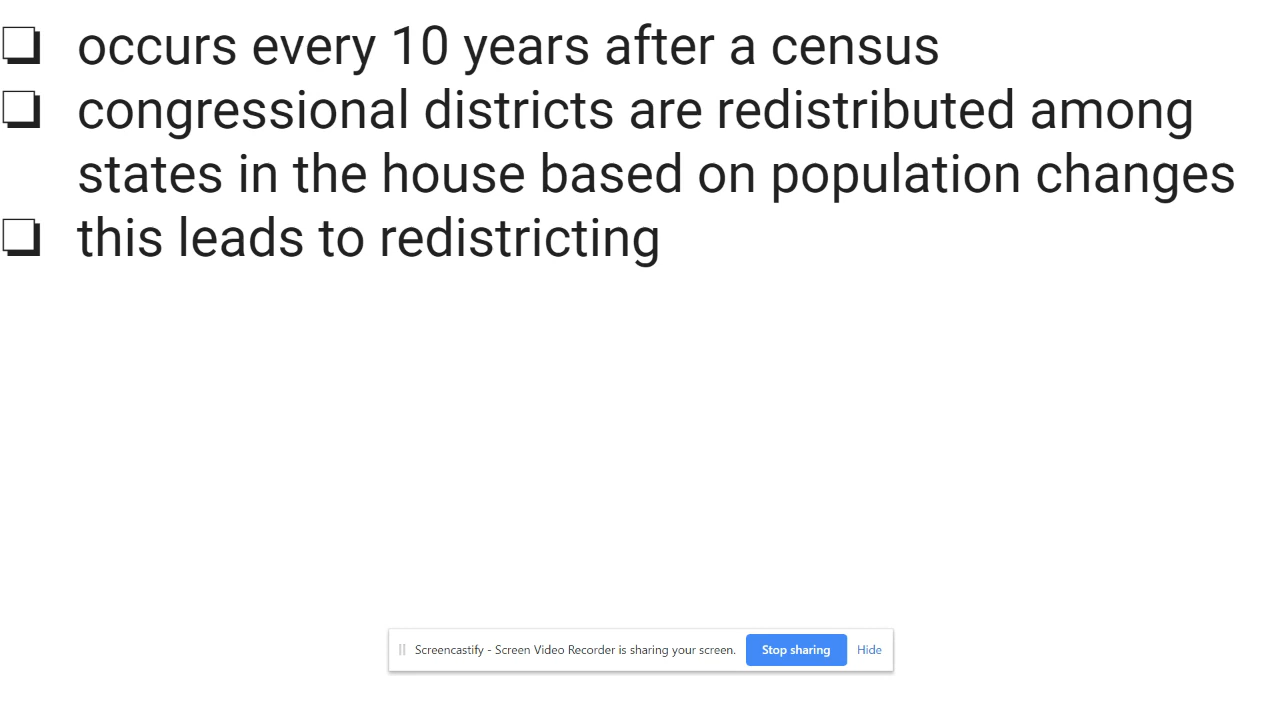 ❏ occurs every 10 years after a census
❏ congressional districts are redistributed among
states in the house based on population changes
❏ this leads to redistricting
Screencastify - Screen Video Recorder is sharing your screen. Stop sharing Hide